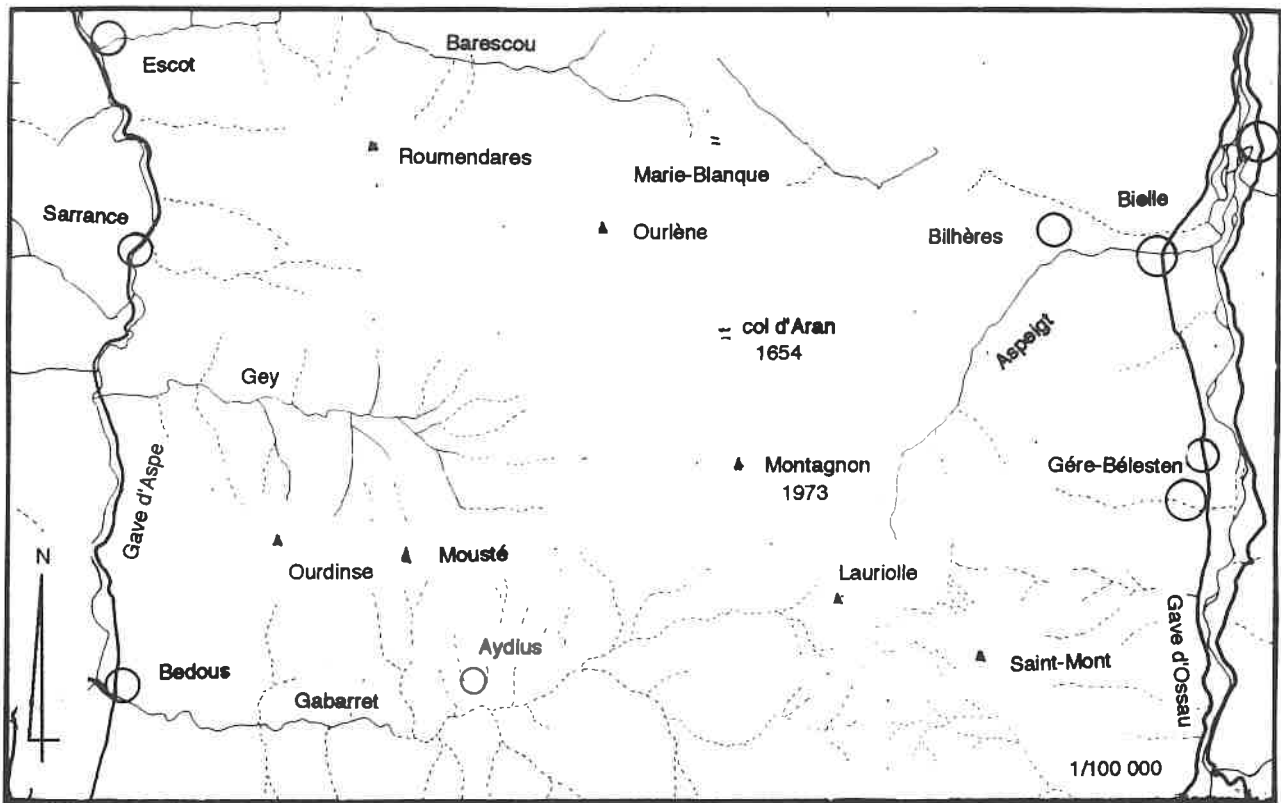 Barescou
Escot
Roumendares
Marie-Blanque
Bielle
Sarrance
Ourlène
Bilhères
col d'Aran
1654
Aspeigt
Gey
Montagnon
1973
Gére-Bélesten
Gave d'Aspe
N
Ourdinse
Mousté
Lauriolle
Aydius
Saint-Mont
Gave d'Ossau
Bedous
Gabarret
1/100 000